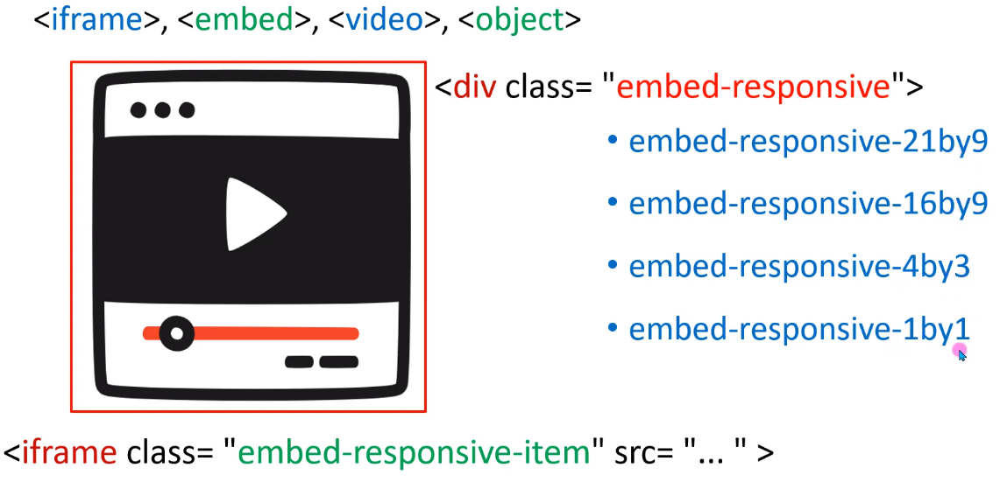 <iframe>, <embed>, <video>, <object>
<div class= "embed-responsive">
• embed-responsive-21by9
• embed-responsive-16by9
• embed-responsive-4by3
• embed-responsive-1by1
<iframe class= "embed-responsive-item" src= "... " >